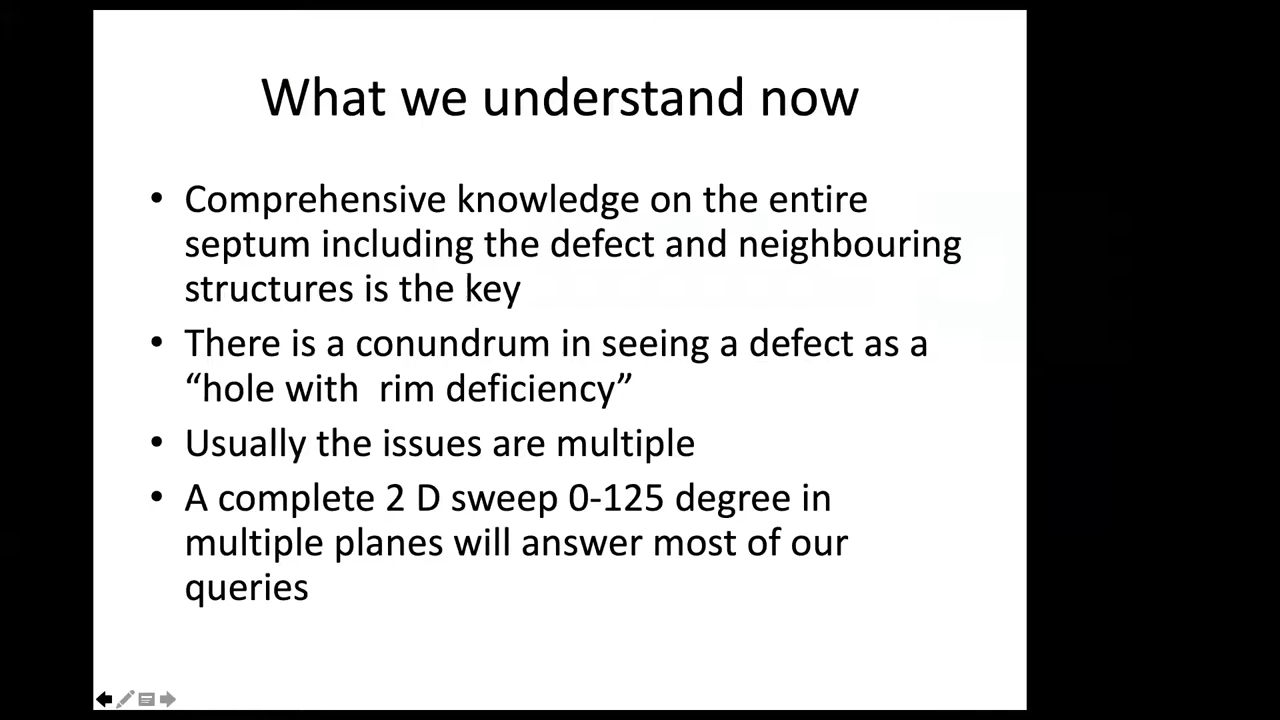 What we understand now
• Comprehensive knowledge on the entire
septum including the defect and neighbouring
structures is the key
• There is a conundrum in seeing a defect as a
“hole with  rim deficiency”
• Usually the issues are multiple
• A complete 2 D sweep 0-125 degree in
multiple planes will answer most of our
queries